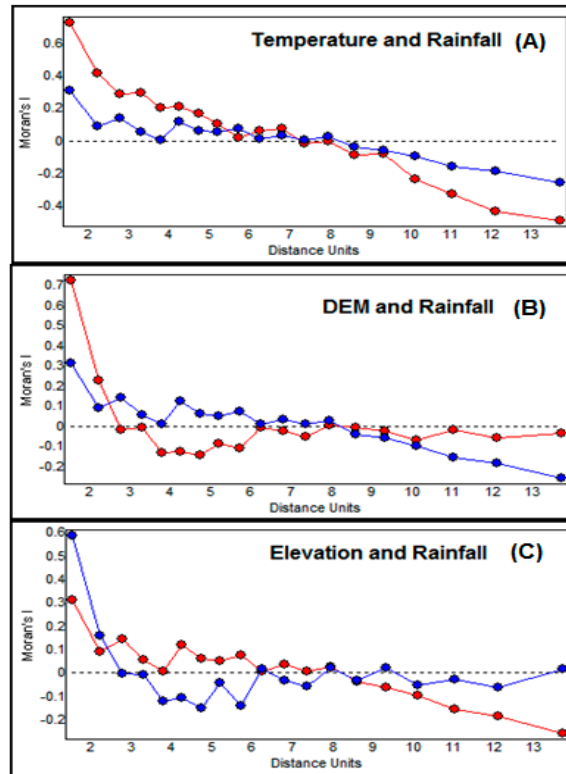 Temperature and Rainfall (A)
0.6
0.4
0.2
0
-0.2
-0.4
Moran's I
2 3 4 5 6 7 8 9 10 11 12 13
Distance Units
DEM and Rainfall (B)
0.7
0.6
0.5
0.4
0.3
0.2
0.1
0
-0.1
-0.2
Moran's I
2 3 4 5 6 7 8 9 10 11 12 13
Distance Units
Elevation and Rainfall (C)
0.6
0.5
0.4
0.3
0.2
0.1
0
-0.1
-0.2
Moran's I
2 3 4 5 6 7 8 9 10 11 12 13
Distance Units